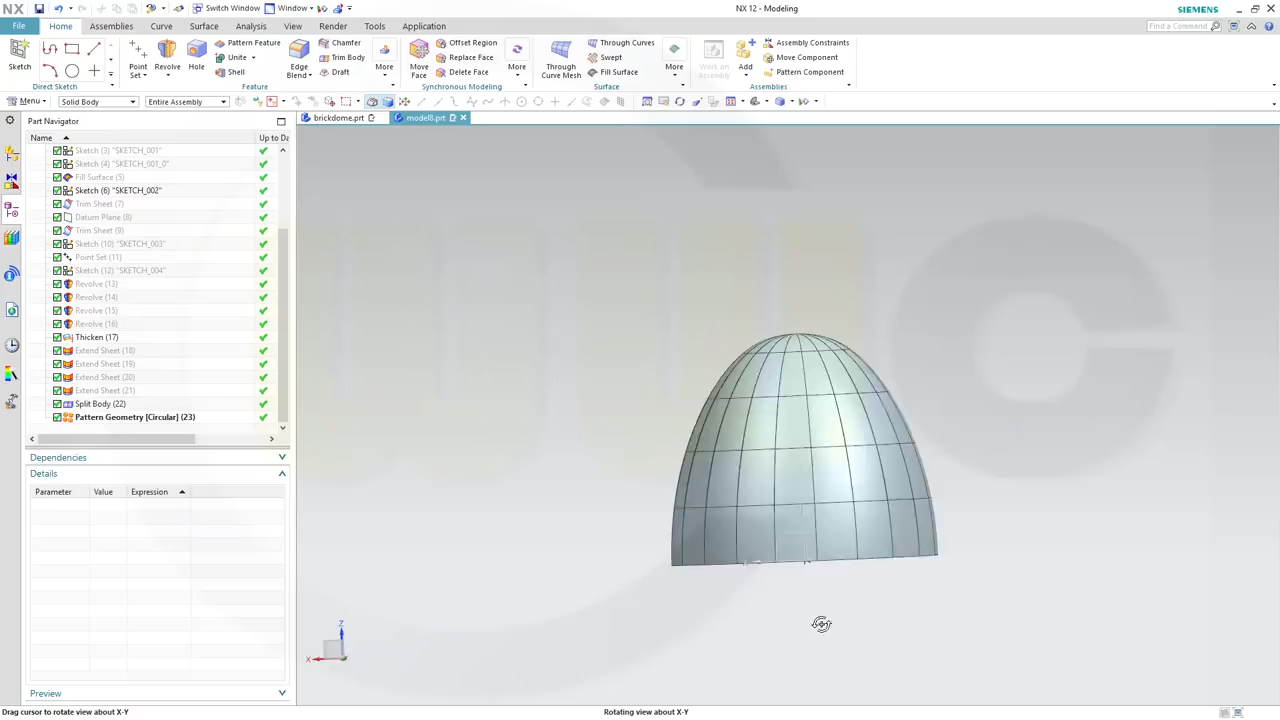 NX
Switch Window
Window
NX 12 - Modeling
SIEMENS
File
Home
Assemblies
Curve
Surface
Analysis
View
Render
Tools
Application
Find a Command
Sketch
Direct Sketch
Point
Set
Revolve
Hole
Pattern Feature
Unite
Shell
Edge
Blend
Chamfer
Trim Body
Draft
More
Feature
Move
Face
Offset Region
Replace Face
Delete Face
More
Synchronous Modeling
Through
Curve Mesh
Through Curves
Swept
Fill Surface
More
Surface
Work on
Assembly
Add
Assembly Constraints
Move Component
Pattern Component
Assemblies
Menu
Solid Body
Entire Assembly
Part Navigator
brickdome.prt
model8.prt
Name
Up to Da
Sketch (3) "SKETCH_001"
Sketch (4) "SKETCH_001_0"
Fill Surface (5)
Sketch (6) "SKETCH_002"
Trim Sheet (7)
Datum Plane (8)
Trim Sheet (9)
Sketch (10) "SKETCH_003"
Point Set (11)
Sketch (12) "SKETCH_004"
Revolve (13)
Revolve (14)
Revolve (15)
Revolve (16)
Thicken (17)
Extend Sheet (18)
Extend Sheet (19)
Extend Sheet (20)
Extend Sheet (21)
Split Body (22)
Pattern Geometry [Circular] (23)
Dependencies
Details
Parameter
Value
Expression
Preview
Z
X
Drag cursor to rotate view about X-Y
Rotating view about X-Y